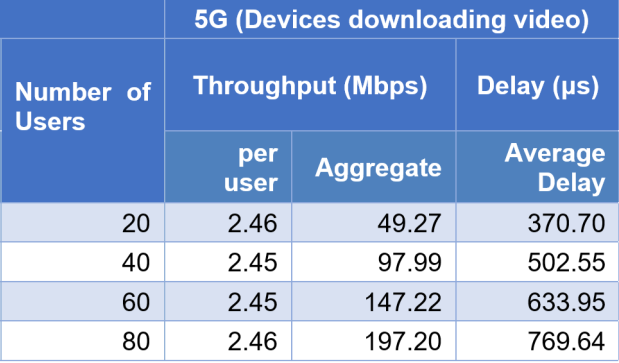 5G (Devices downloading video)
Number of Users
Throughput (Mbps)
Delay (µs)
per user
Aggregate
Average Delay
20 2.46 49.27 370.70
40 2.45 97.99 502.55
60 2.45 147.22 633.95
80 2.46 197.20 769.64